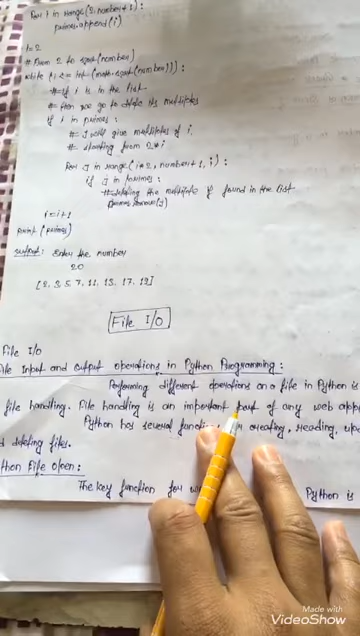 for i in range(2, number+1):
primes.append(i)
i=2
# from 2 to sqrt(number)
while i <= int(math.sqrt(number)):
# if i is in the list
# then we go to its multiples
if i in primes:
# I will give multiples of i,
# starting from 2*i
for j in range(i*2, number+1, i):
if j in primes:
# deleting the multiple if found in the list
primes.remove(j)
i=i+1
print(primes)
output: Enter the number
20
[2, 3, 5, 7, 11, 13, 17, 19]
File I/O
File I/O
File Input and Output operations in Python Programming:
Performing different operations on a file in Python is
file handling. File handling is an important part of any web app
Python has several creating, reading, up
deleting files.
thon File Open:
The key function for Python is
Made with
VideoShow